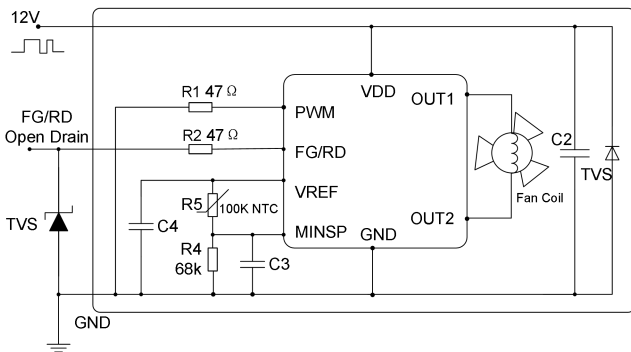 12V
R1 47 Ω
VDD
OUT1
PWM
FG/RD
Open Drain
R2 47 Ω
FG/RD
C2
TVS
VREF
R5
100K NTC
Fan Coil
TVS
C4
OUT2
MINSP
GND
R4
68k
C3
GND